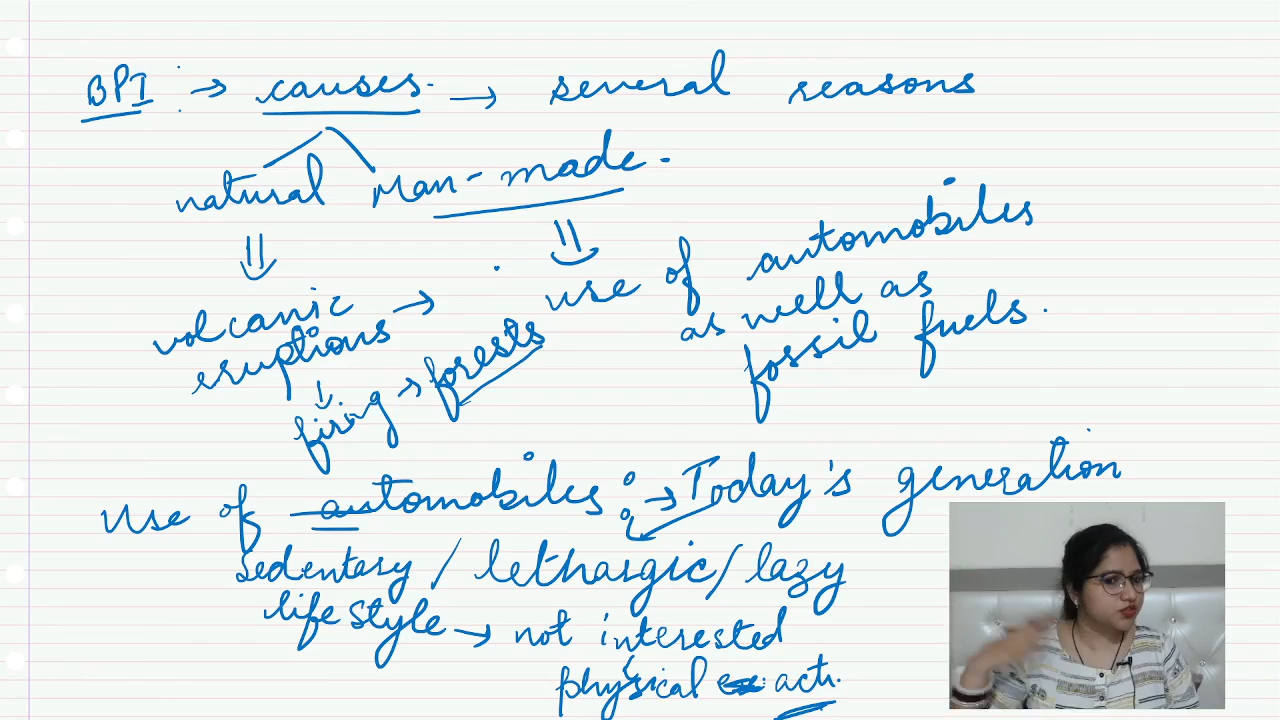 BPI :→ causes. → several reasons
natural Man-made.
volcanic eruptions →
firing → forests
use of automobiles
as well as
fossil fuels.
Use of automobiles : → Today's generation
sedentary / lethargic / lazy
life style → not interested
physical acti.